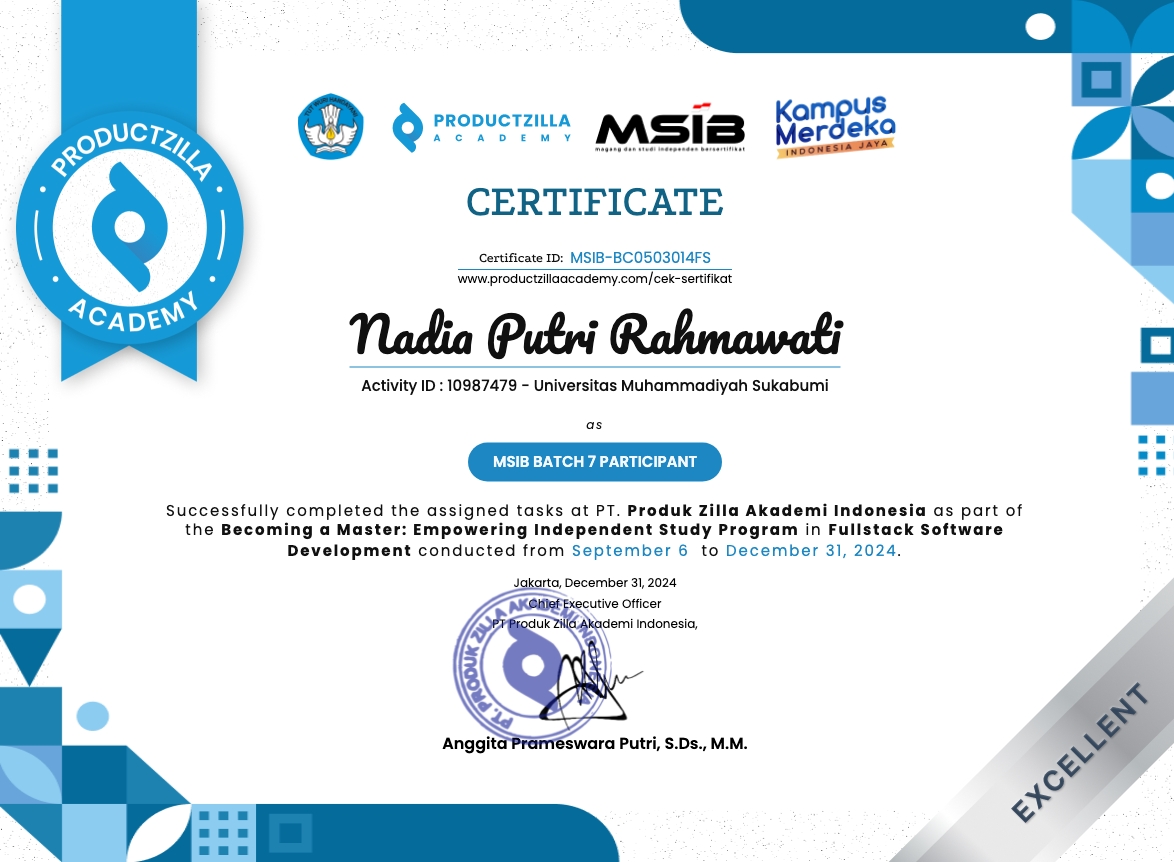 PRODUCTZILLA
ACADEMY
TUT WURI HANDAYANI
PRODUCTZILLA
ACADEMY
MSIB
magang dan studi independen bersertifikat
Kampus
Merdeka
INDONESIA JAYA
CERTIFICATE
Certificate ID: MSIB-BC0503014FS
www.productzillaacademy.com/cek-sertifikat
Nadia Putri Rahmawati
Activity ID : 10987479 - Universitas Muhammadiyah Sukabumi
as
MSIB BATCH 7 PARTICIPANT
Successfully completed the assigned tasks at PT. Produk Zilla Akademi Indonesia as part of
the Becoming a Master: Empowering Independent Study Program in Fullstack Software
Development conducted from September 6 to December 31, 2024.
Jakarta, December 31, 2024
Chief Executive Officer
PT Produk Zilla Akademi Indonesia,
PT. PRODUK ZILLA AKADEMI INDONESIA
Anggita Prameswara Putri, S.Ds., M.M.
EXCELLENT